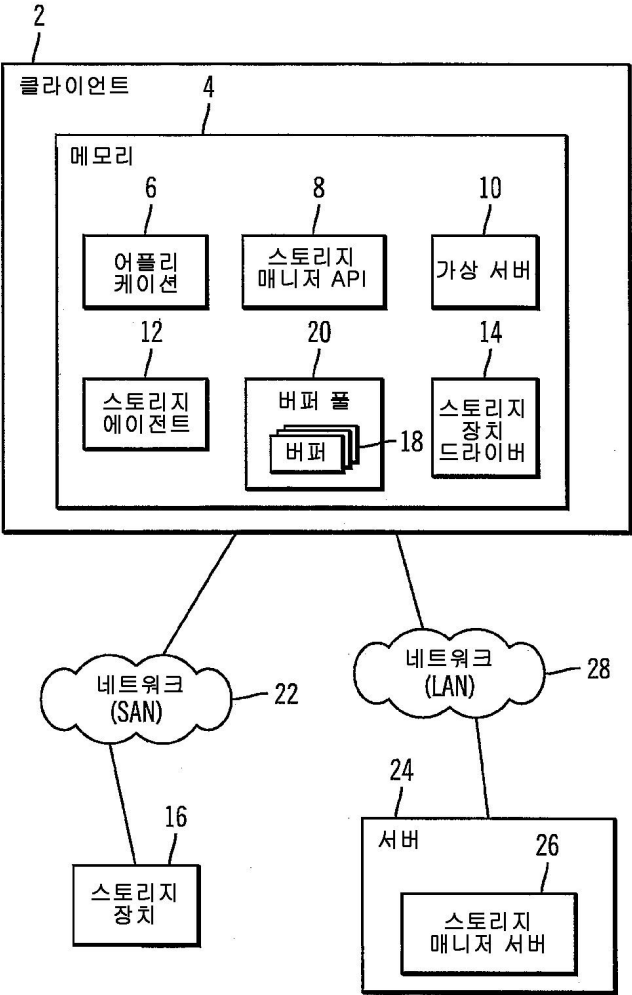 2
클라이언트
4
메모리
6
8
10
어플리
케이션
스토리지
매니저 API
가상 서버
12
20
14
스토리지
에이전트
버퍼 풀
버퍼
18
스토리지
장치
드라이버
네트워크
(SAN)
22
네트워크
(LAN)
28
16
스토리지
장치
24
서버
26
스토리지
매니저 서버